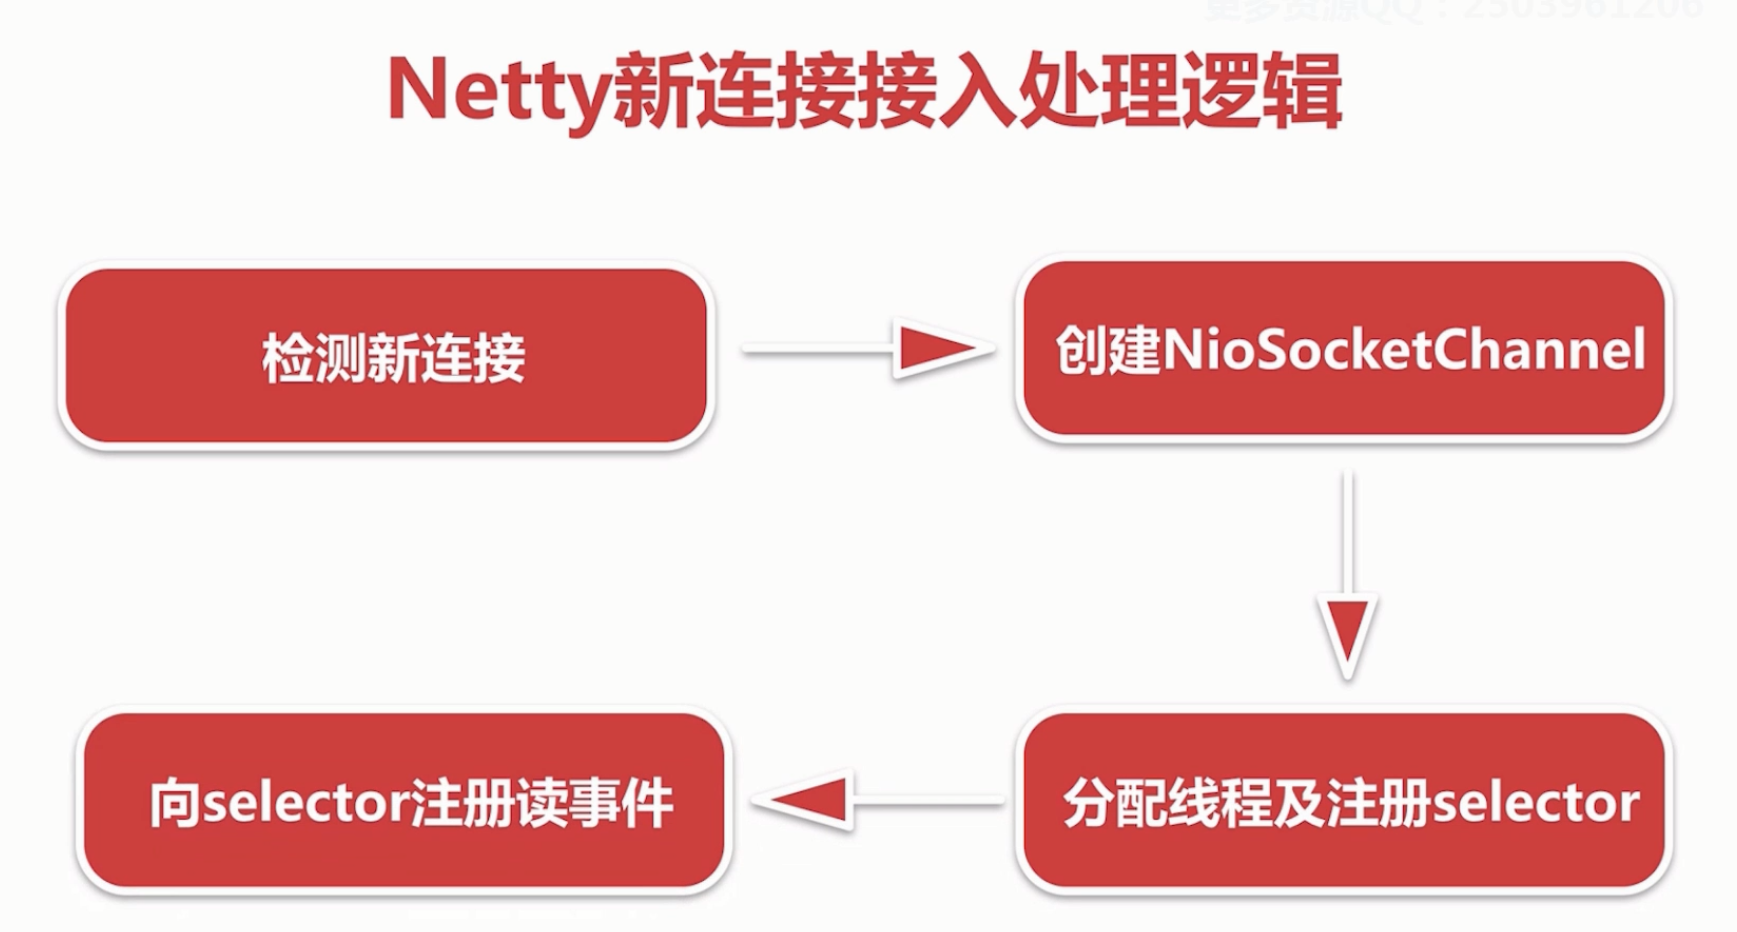 更多资源QQ：2503961206
Netty新连接接入处理逻辑
检测新连接
创建NioSocketChannel
分配线程及注册selector
向selector注册读事件